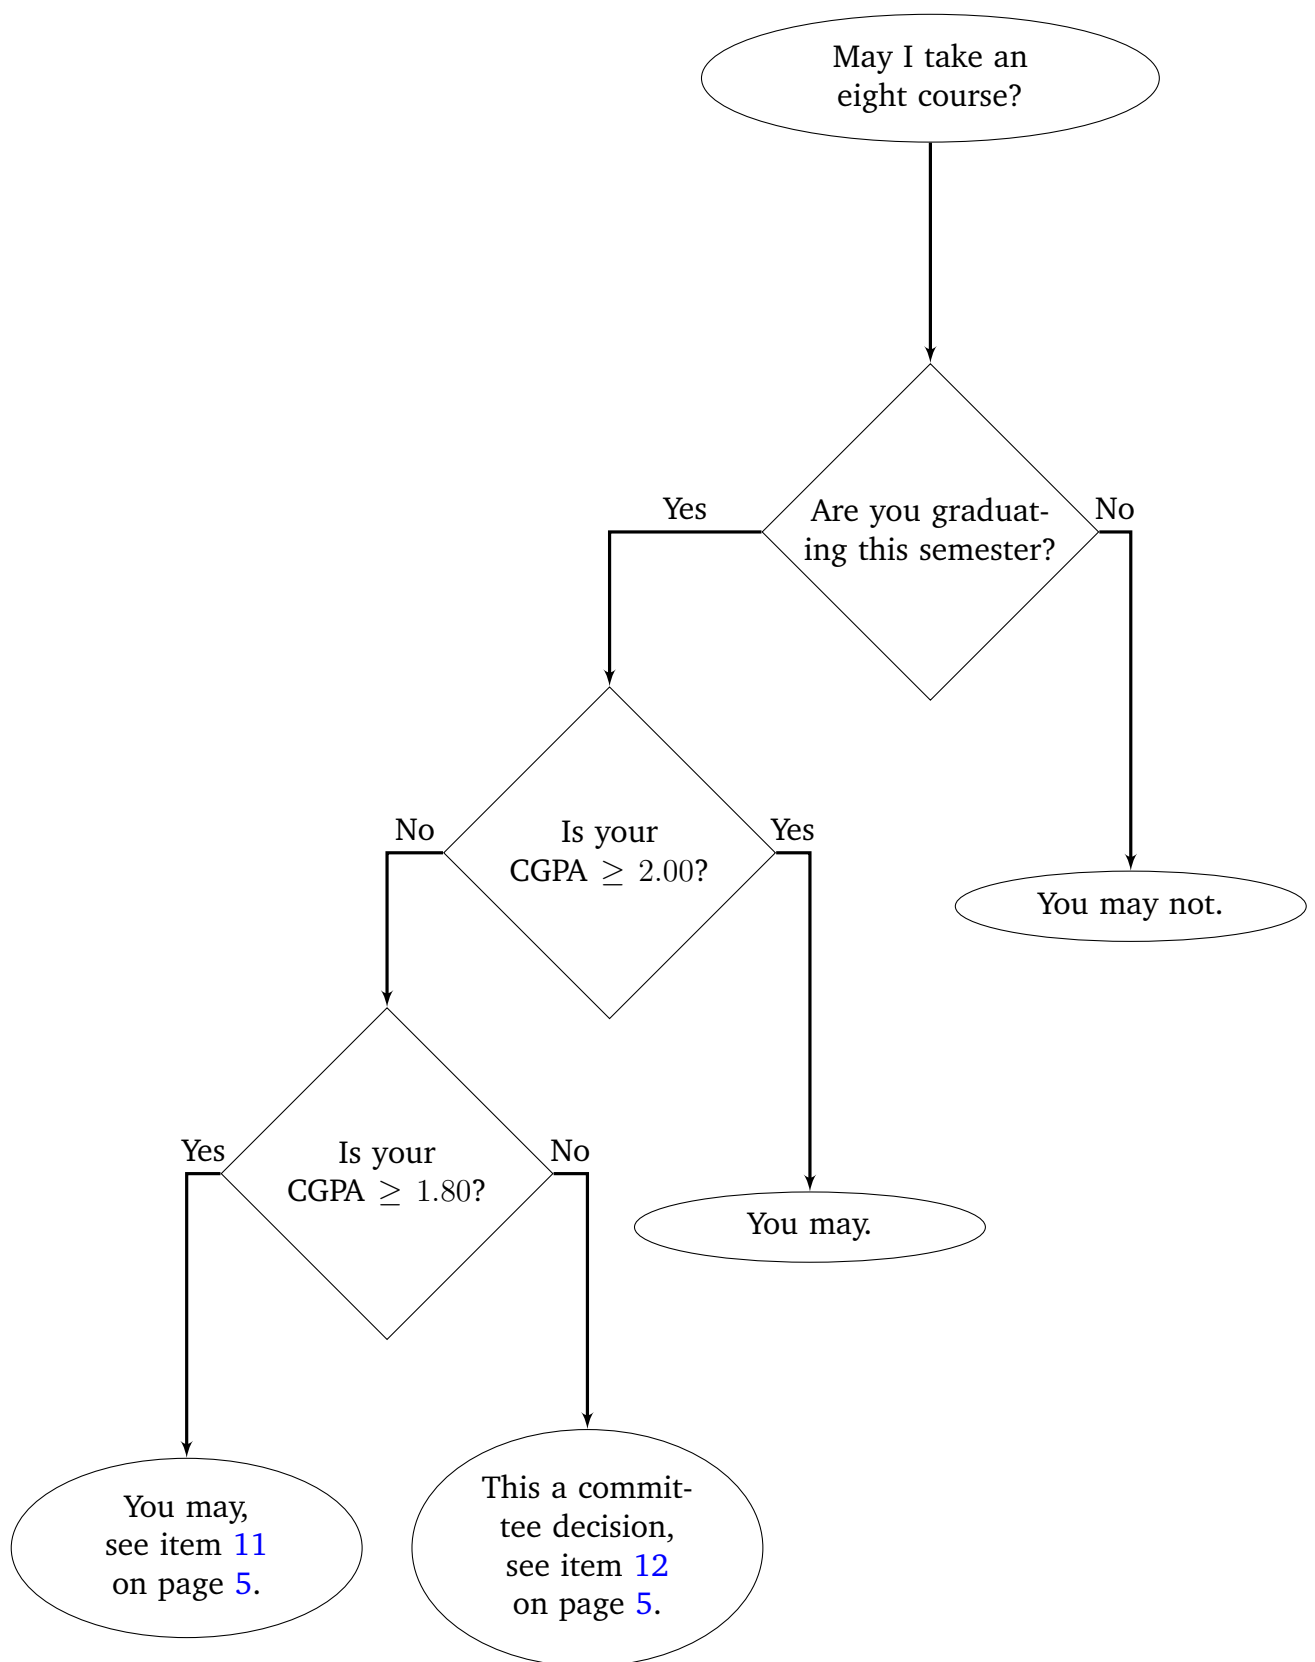 May I take an
eight course?
Yes
Are you graduat-
ing this semester?
No
No
Is your
CGPA ≥ 2.00?
Yes
You may not.
Yes
Is your
CGPA ≥ 1.80?
No
You may.
You may,
see item 11
on page 5.
This a commit-
tee decision,
see item 12
on page 5.